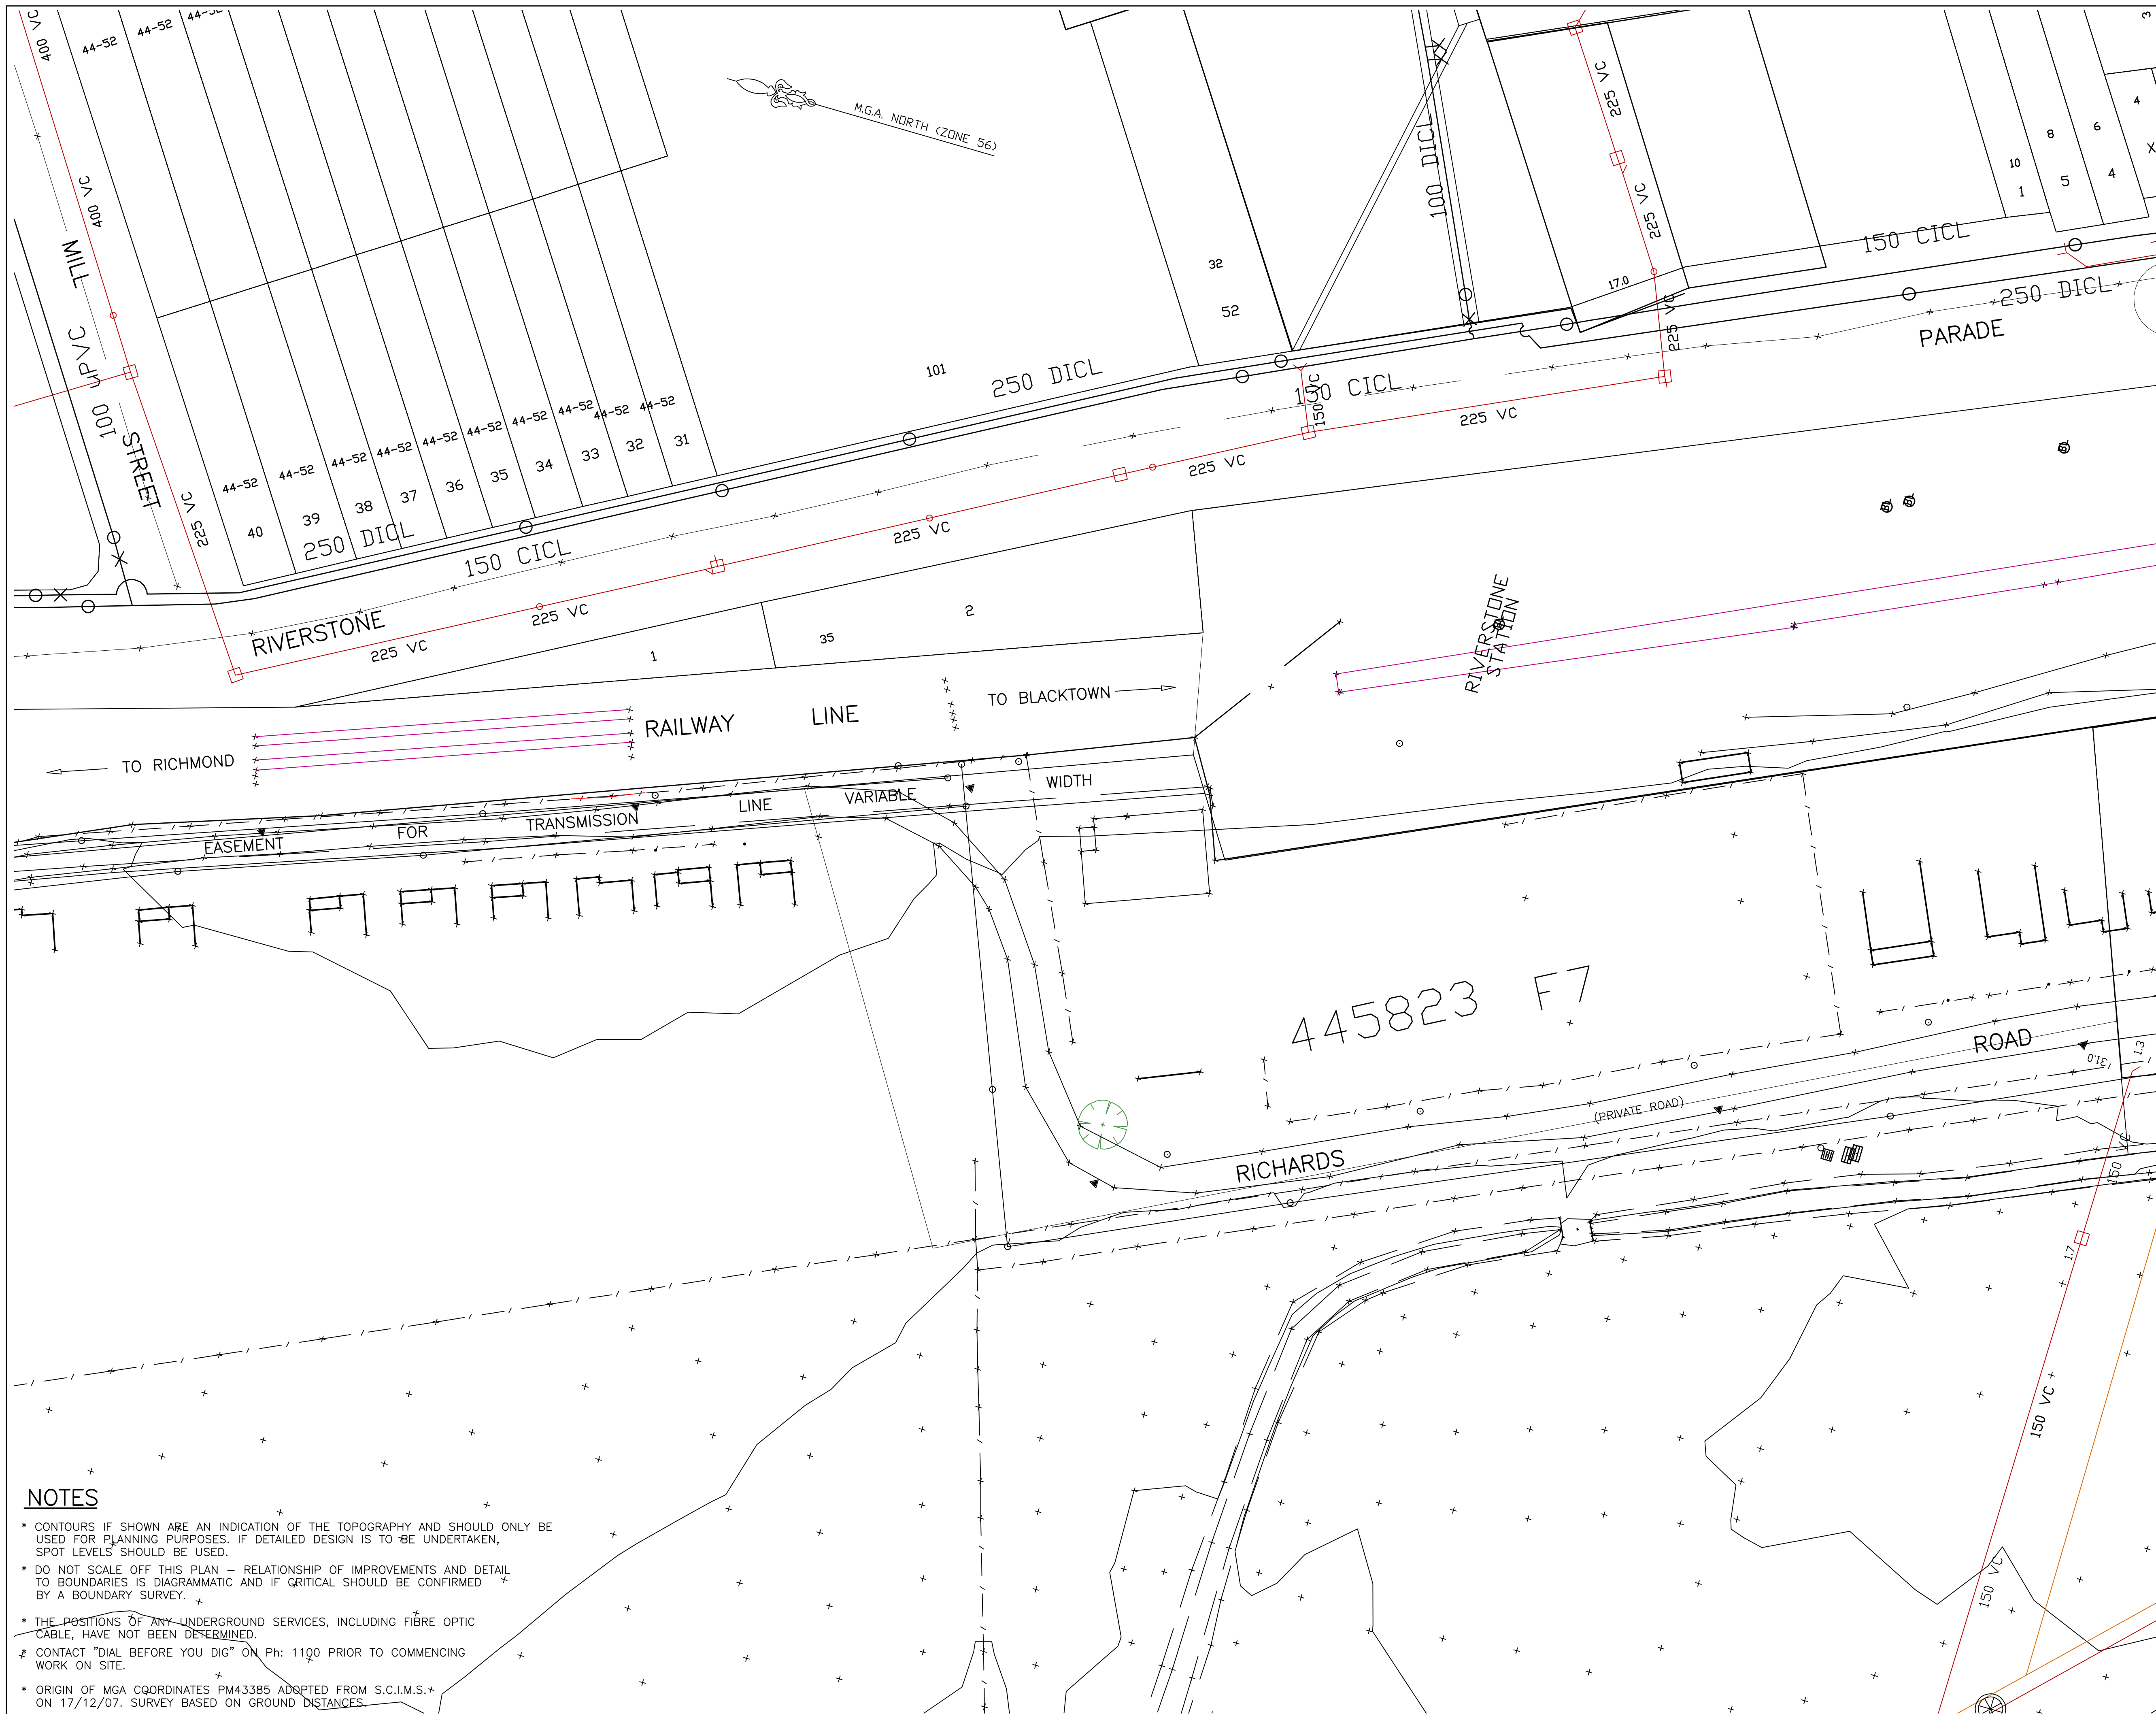 400 VC
44-52
44-52
44-52
400 VC
MILL
100 uPVC
STREET
225 VC
M.G.A. NORTH (ZONE 56)
100 DICL
225 VC
225 VC
225 VC
17.0
32
52
101
10
1
8
5
6
4
4
X
3
150 CICL
250 DICL
PARADE
250 DICL
150 CICL
150 VC
225 VC
225 VC
225 VC
44-52
44-52
44-52
44-52
44-52
44-52
44-52
44-52
44-52
44-52
40
39
38
37
36
35
34
33
32
31
250 DICL
150 CICL
RIVERSTONE
225 VC
225 VC
1
35
2
RIVERSTONE
STATION
TO BLACKTOWN
RAILWAY LINE
TO RICHMOND
EASEMENT FOR TRANSMISSION LINE VARIABLE WIDTH
445823 F7
ROAD
(PRIVATE ROAD)
RICHARDS
31.0
1.3
150 VC
1.7
150 VC
150 VC
NOTES
* CONTOURS IF SHOWN ARE AN INDICATION OF THE TOPOGRAPHY AND SHOULD ONLY BE
USED FOR PLANNING PURPOSES. IF DETAILED DESIGN IS TO BE UNDERTAKEN,
SPOT LEVELS SHOULD BE USED.
* DO NOT SCALE OFF THIS PLAN – RELATIONSHIP OF IMPROVEMENTS AND DETAIL
TO BOUNDARIES IS DIAGRAMMATIC AND IF CRITICAL SHOULD BE CONFIRMED
BY A BOUNDARY SURVEY.
* THE POSITIONS OF ANY UNDERGROUND SERVICES, INCLUDING FIBRE OPTIC
CABLE, HAVE NOT BEEN DETERMINED.
* CONTACT "DIAL BEFORE YOU DIG" ON Ph: 1100 PRIOR TO COMMENCING
WORK ON SITE.
* ORIGIN OF MGA COORDINATES PM43385 ADOPTED FROM S.C.I.M.S.
ON 17/12/07. SURVEY BASED ON GROUND DISTANCES.